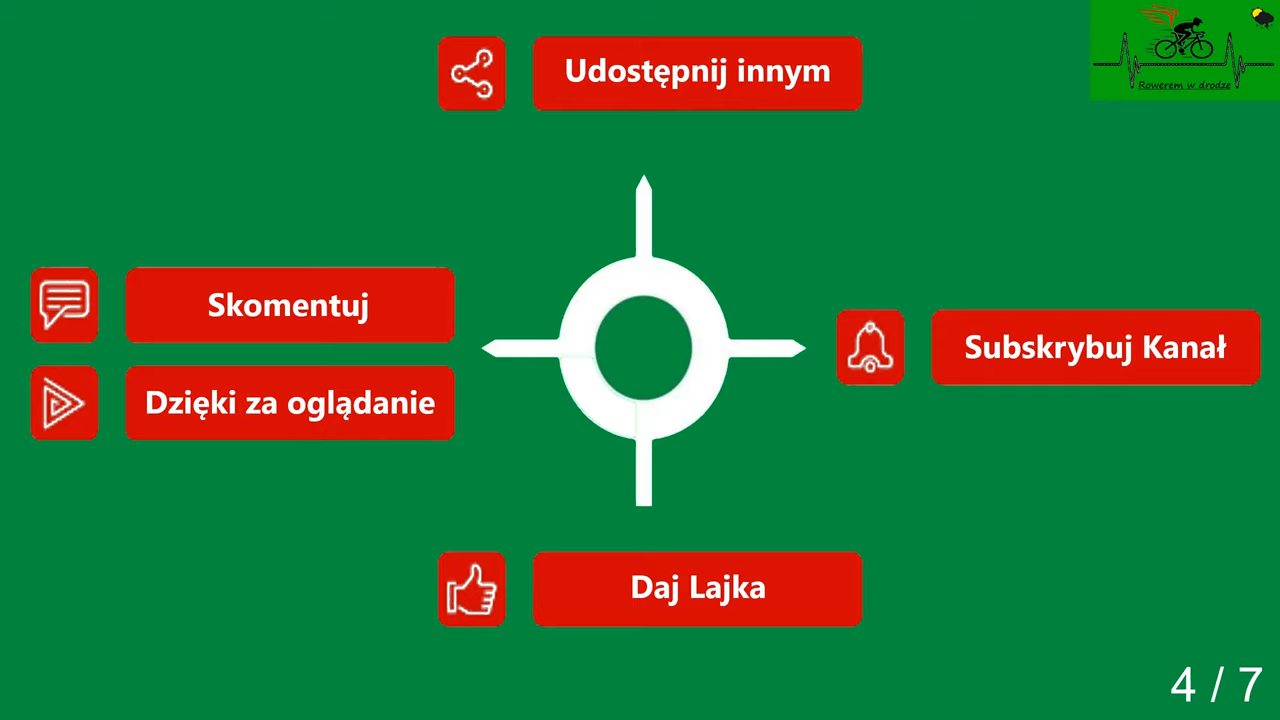 Udostępnij innym
Rowerem w drodze
Skomentuj
Dzięki za oglądanie
Subskrybuj Kanał
Daj Lajka
4 / 7